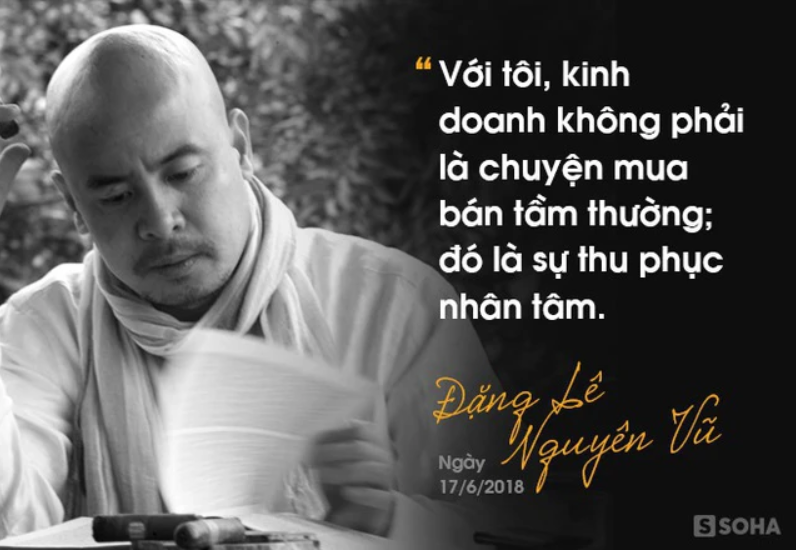 “ Với tôi, kinh
doanh không phải
là chuyện mua
bán tầm thường;
đó là sự thu phục
nhân tâm.
Đặng Lê
Nguyên Vũ
Ngày
17/6/2018
S SOHA